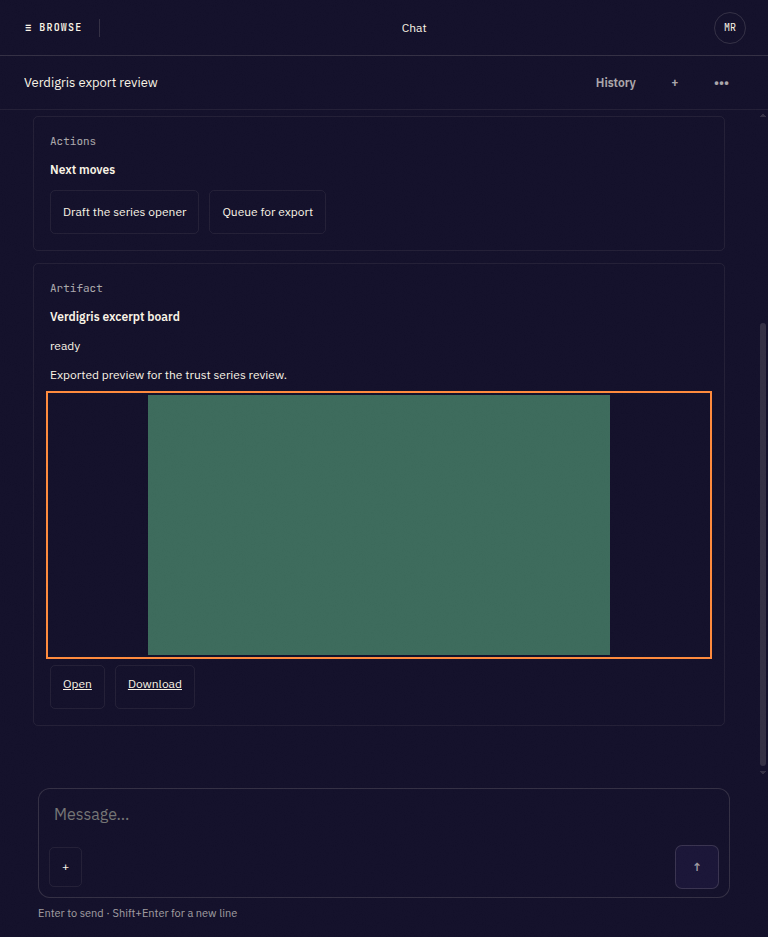 ≡ BROWSE
Chat
MR
Verdigris export review
History
+
•••
Actions
Next moves
Draft the series opener
Queue for export
Artifact
Verdigris excerpt board
ready
Exported preview for the trust series review.
Open
Download
Message...
+
↑
Enter to send · Shift+Enter for a new line